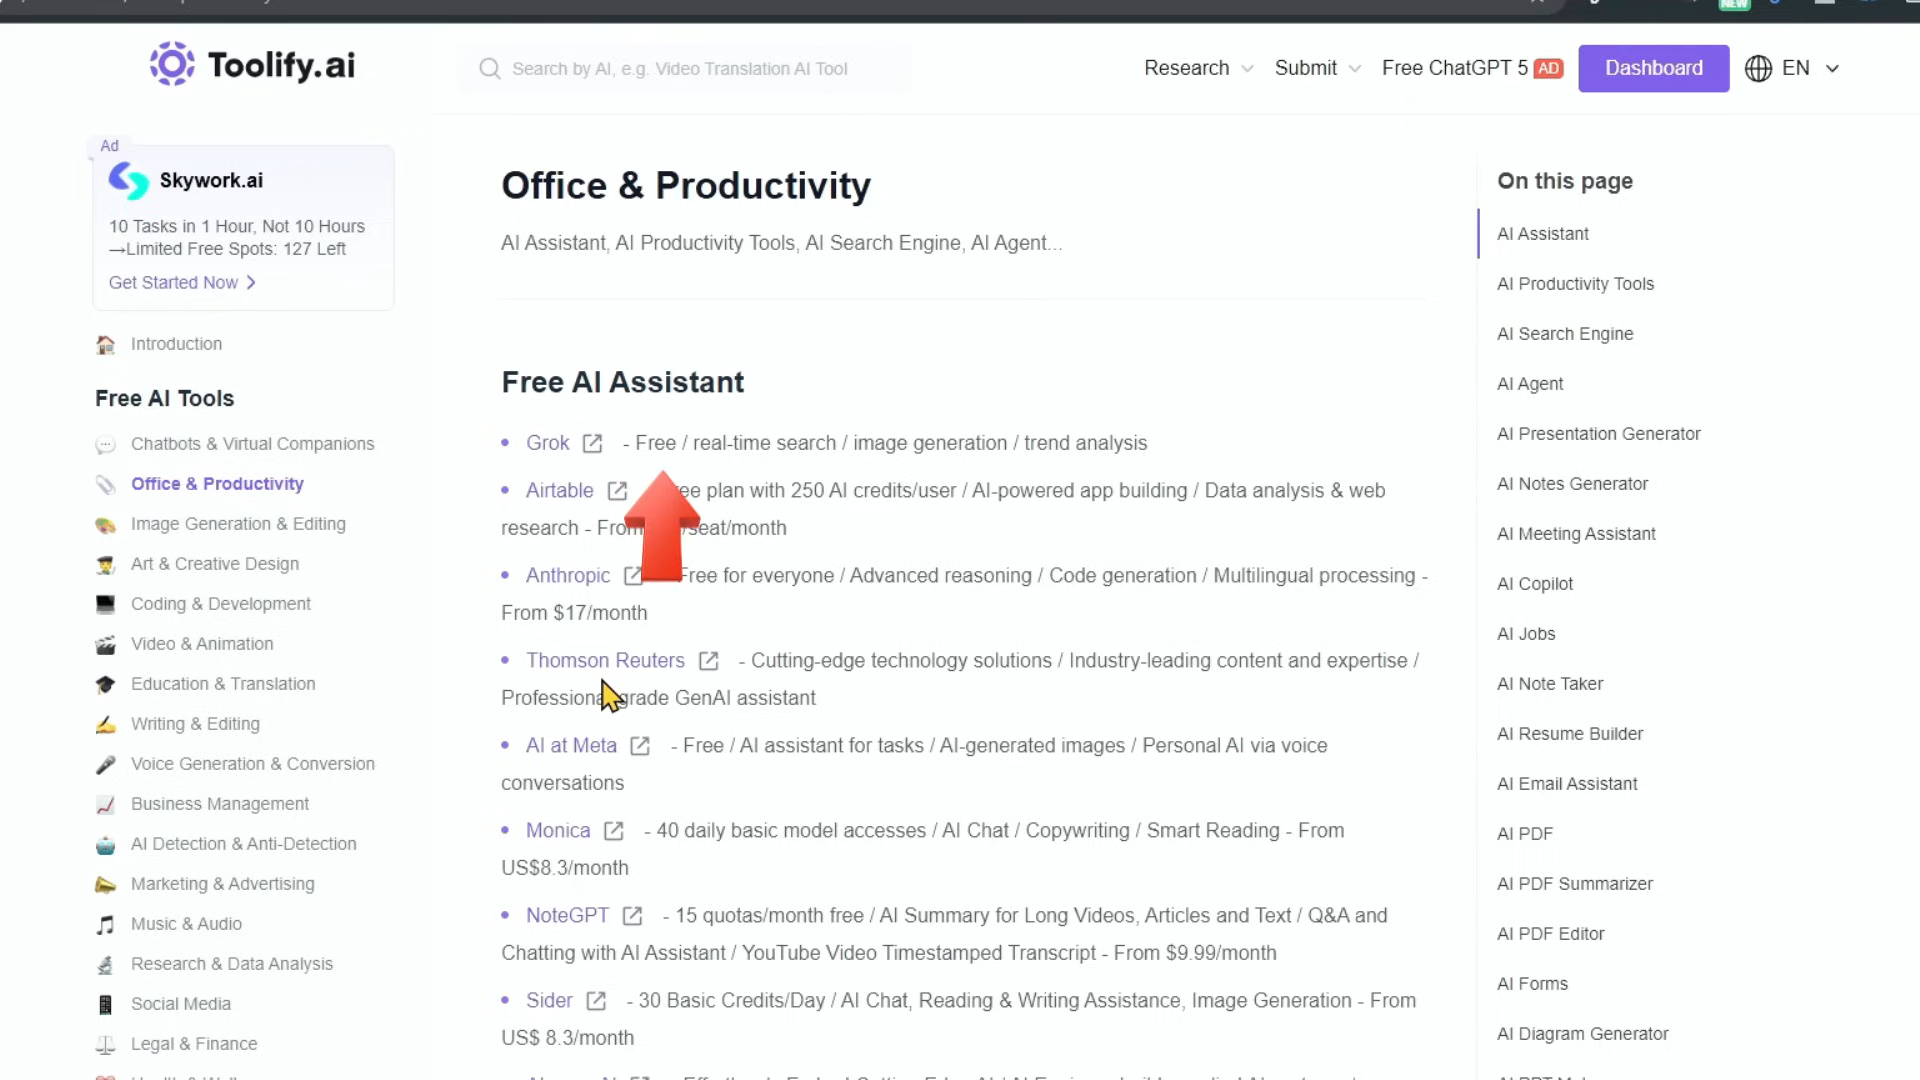 NEW
Toolify.ai
Search by AI, e.g. Video Translation AI Tool
Research
Submit
Free ChatGPT 5 AD
Dashboard
EN
Ad
Skywork.ai
10 Tasks in 1 Hour, Not 10 Hours
→Limited Free Spots: 127 Left
Get Started Now
Introduction
Free AI Tools
Chatbots & Virtual Companions
Office & Productivity
Image Generation & Editing
Art & Creative Design
Coding & Development
Video & Animation
Education & Translation
Writing & Editing
Voice Generation & Conversion
Business Management
AI Detection & Anti-Detection
Marketing & Advertising
Music & Audio
Research & Data Analysis
Social Media
Legal & Finance
Office & Productivity
AI Assistant, AI Productivity Tools, AI Search Engine, AI Agent...
Free AI Assistant
• Grok - Free / real-time search / image generation / trend analysis
• Airtable plan with 250 AI credits/user / AI-powered app building / Data analysis & web
research - From /seat/month
• Anthropic Free for everyone / Advanced reasoning / Code generation / Multilingual processing -
From $17/month
• Thomson Reuters - Cutting-edge technology solutions / Industry-leading content and expertise /
Professional grade GenAI assistant
• AI at Meta - Free / AI assistant for tasks / AI-generated images / Personal AI via voice
conversations
• Monica - 40 daily basic model accesses / AI Chat / Copywriting / Smart Reading - From
US$8.3/month
• NoteGPT - 15 quotas/month free / AI Summary for Long Videos, Articles and Text / Q&A and
Chatting with AI Assistant / YouTube Video Timestamped Transcript - From $9.99/month
• Sider - 30 Basic Credits/Day / AI Chat, Reading & Writing Assistance, Image Generation - From
US$ 8.3/month
On this page
AI Assistant
AI Productivity Tools
AI Search Engine
AI Agent
AI Presentation Generator
AI Notes Generator
AI Meeting Assistant
AI Copilot
AI Jobs
AI Note Taker
AI Resume Builder
AI Email Assistant
AI PDF
AI PDF Summarizer
AI PDF Editor
AI Forms
AI Diagram Generator